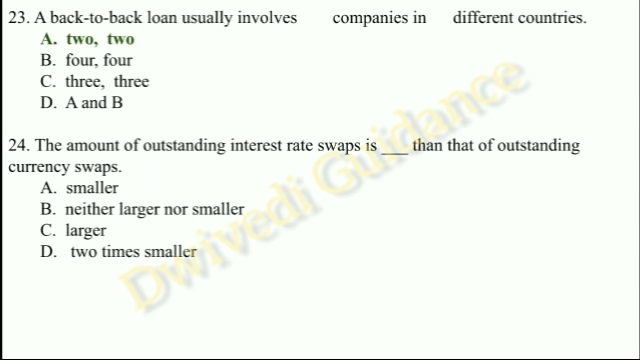 23. A back-to-back loan usually involves companies in different countries.
A. two, two
B. four, four
C. three, three
D. A and B
24. The amount of outstanding interest rate swaps is ___ than that of outstanding
currency swaps.
A. smaller
B. neither larger nor smaller
C. larger
D. two times smaller
Dwivedi Guidance